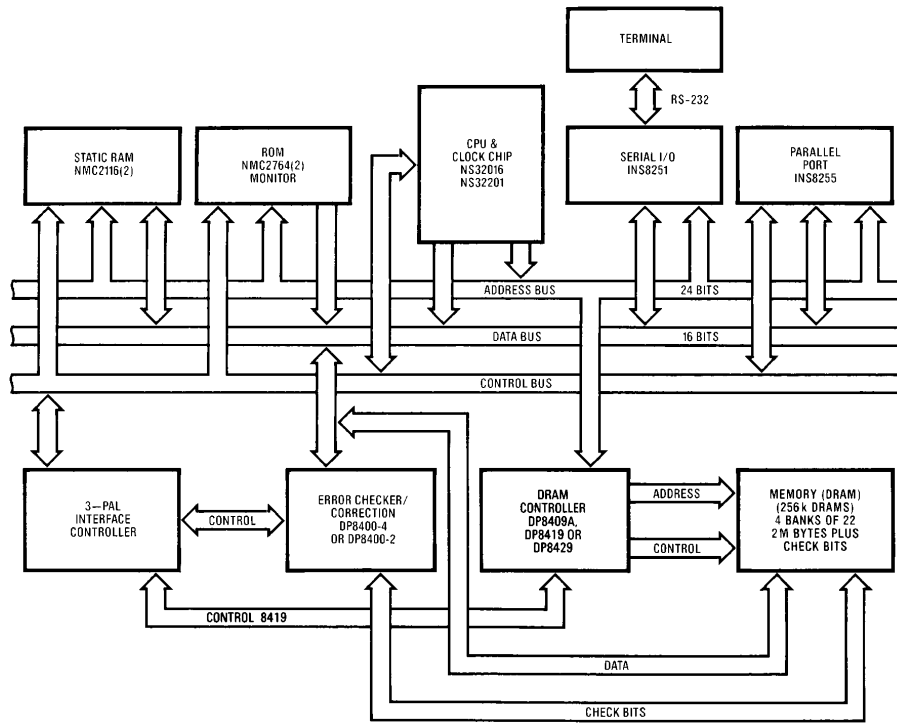 TERMINAL
RS-232
STATIC RAM
NMC2116(2)
ROM
NMC2764(2)
MONITOR
CPU &
CLOCK CHIP
NS32016
NS32201
SERIAL I/O
INS8251
PARALLEL
PORT
INS8255
ADDRESS BUS
24 BITS
DATA BUS
16 BITS
CONTROL BUS
3-PAL
INTERFACE
CONTROLLER
CONTROL
ERROR CHECKER/
CORRECTION
DP8400-4
OR DP8400-2
DRAM
CONTROLLER
DP8409A,
DP8419 OR
DP8429
ADDRESS
CONTROL
MEMORY (DRAM)
(256k DRAMS)
4 BANKS OF 22
2M BYTES PLUS
CHECK BITS
CONTROL 8419
DATA
CHECK BITS